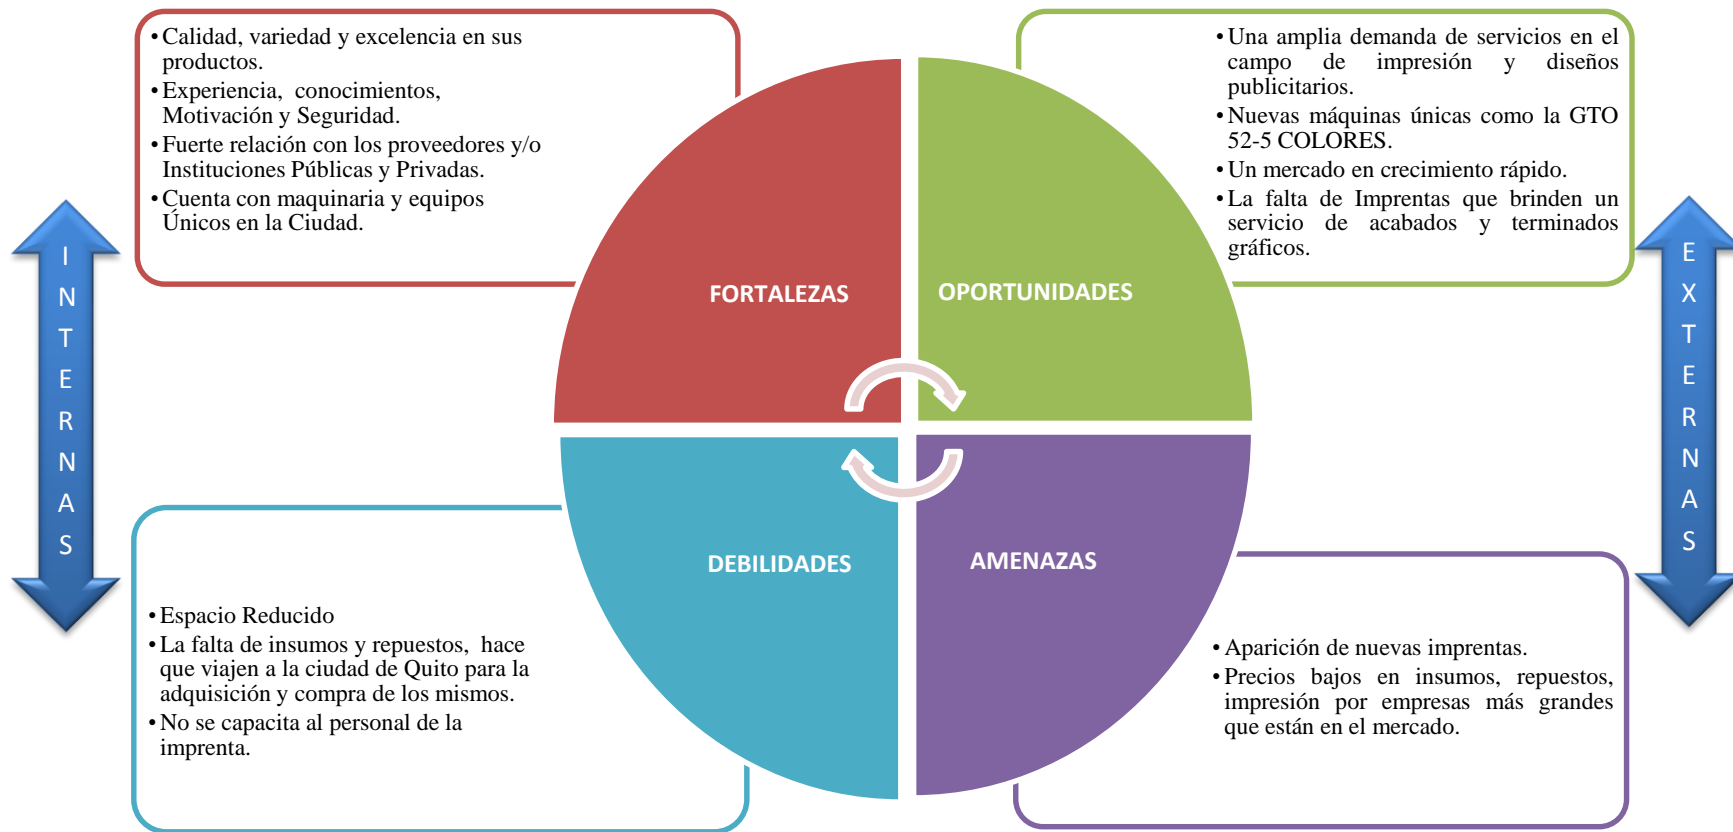 • Calidad, variedad y excelencia en sus
productos.
• Experiencia, conocimientos,
Motivación y Seguridad.
• Fuerte relación con los proveedores y/o
Instituciones Públicas y Privadas.
• Cuenta con maquinaria y equipos
Únicos en la Ciudad.
• Una amplia demanda de servicios en el
campo de impresión y diseños
publicitarios.
• Nuevas máquinas únicas como la GTO
52-5 COLORES.
• Un mercado en crecimiento rápido.
• La falta de Imprentas que brinden un
servicio de acabados y terminados
gráficos.
INTERNAS
FORTALEZAS
OPORTUNIDADES
EXTERNAS
DEBILIDADES
AMENAZAS
• Espacio Reducido
• La falta de insumos y repuestos, hace
que viajen a la ciudad de Quito para la
adquisición y compra de los mismos.
• No se capacita al personal de la
imprenta.
• Aparición de nuevas imprentas.
• Precios bajos en insumos, repuestos,
impresión por empresas más grandes
que están en el mercado.